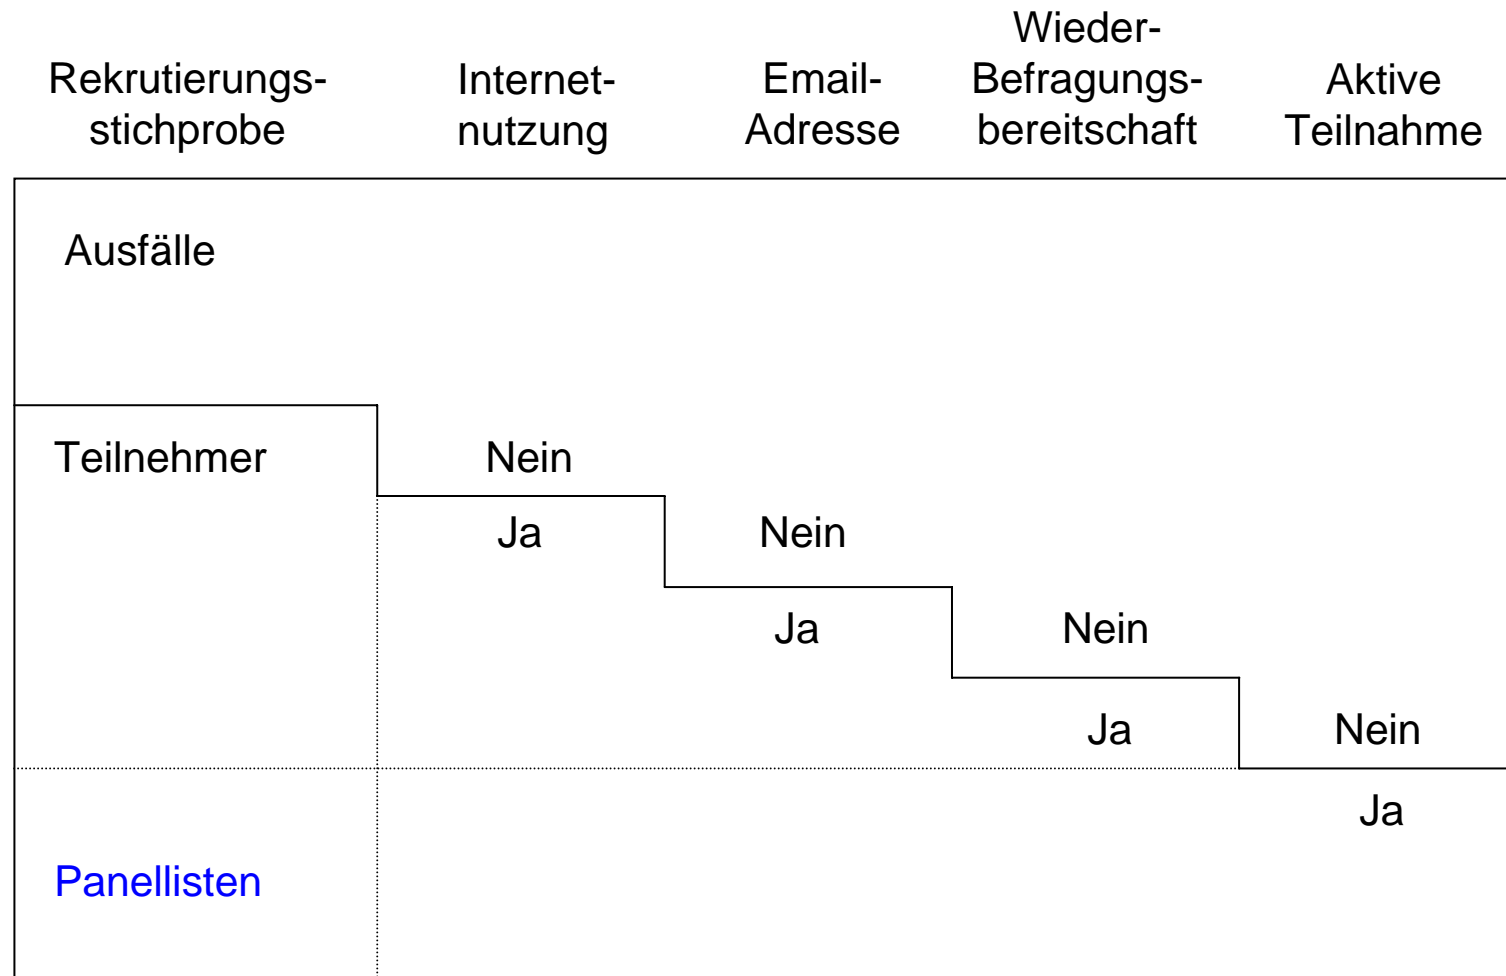 Rekrutierungs-
stichprobe
Internet-
nutzung
Email-
Adresse
Wieder-
Befragungs-
bereitschaft
Aktive
Teilnahme
Ausfälle
Teilnehmer
Nein
Ja
Nein
Ja
Nein
Ja
Nein
Ja
Panellisten